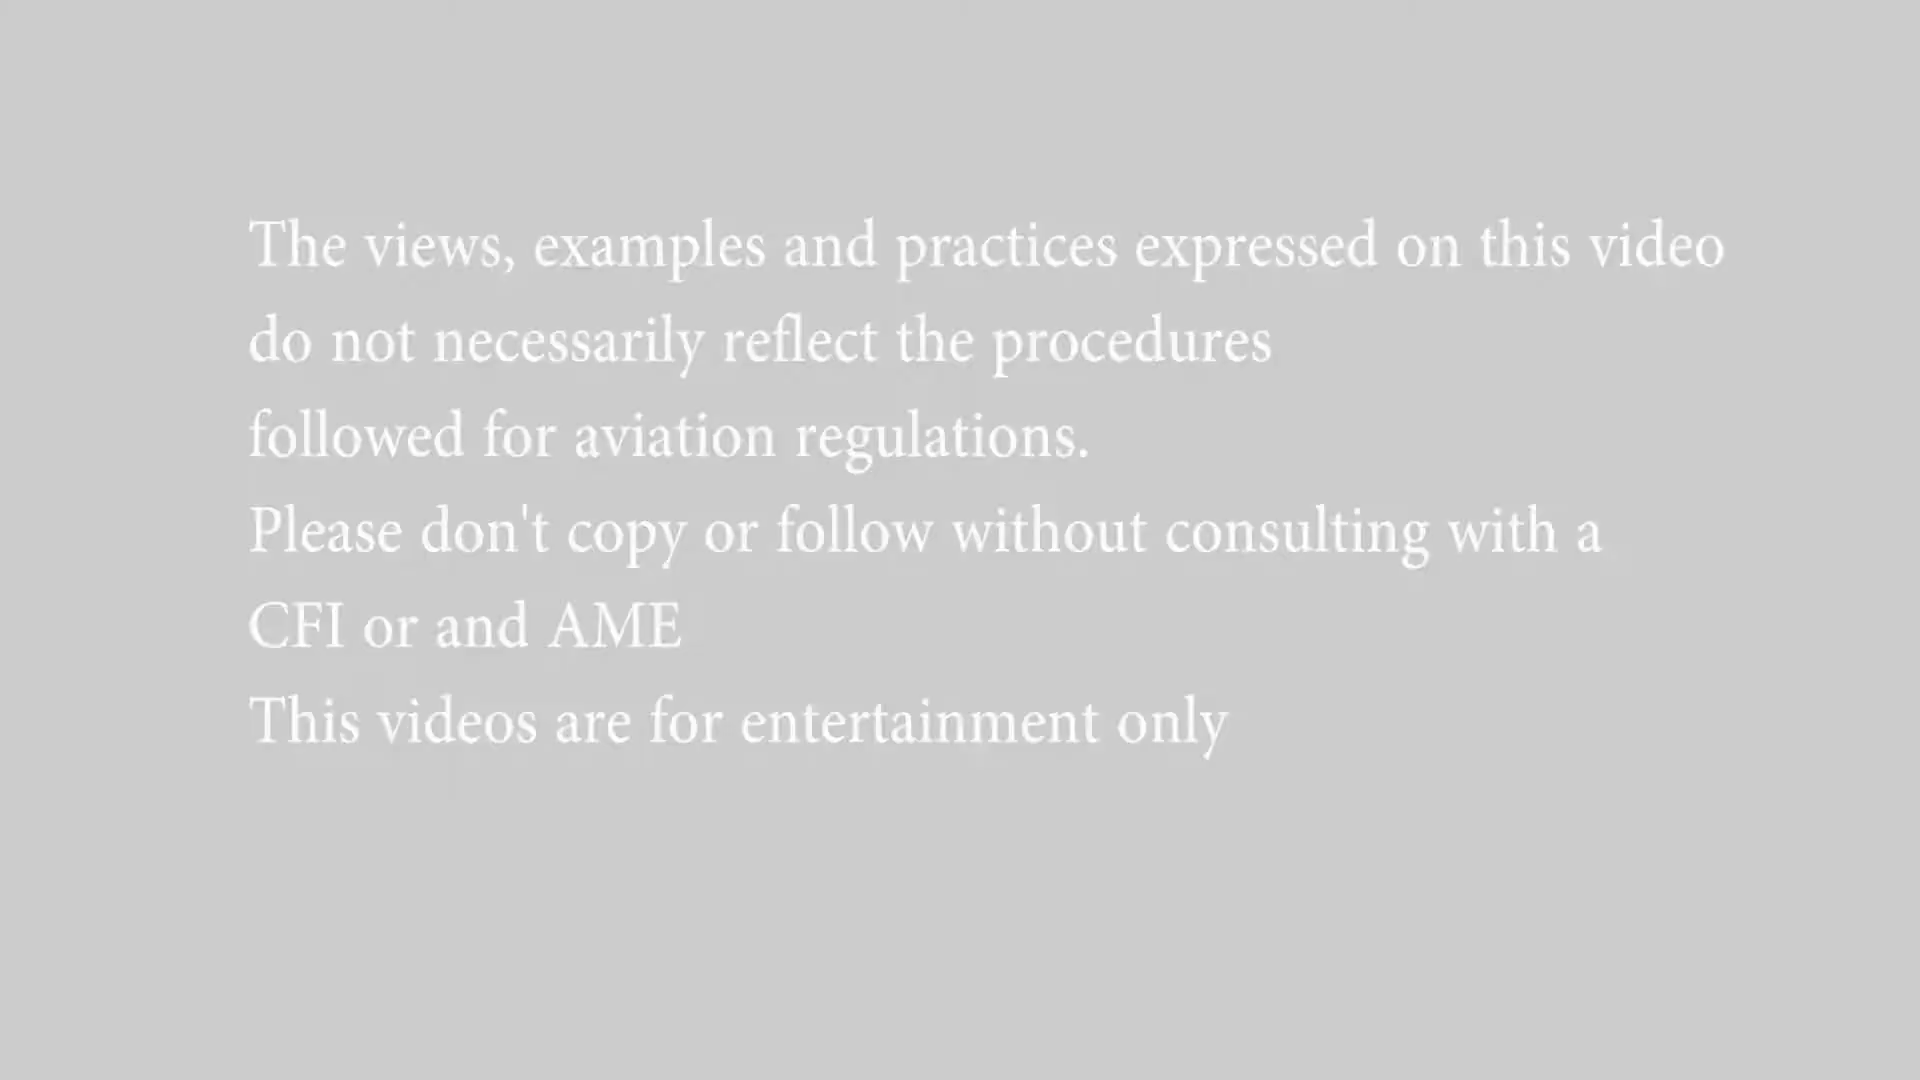 The views, examples and practices expressed on this video
do not necessarily reflect the procedures
followed for aviation regulations.
Please don't copy or follow without consulting with a
CFI or and AME
This videos are for entertainment only